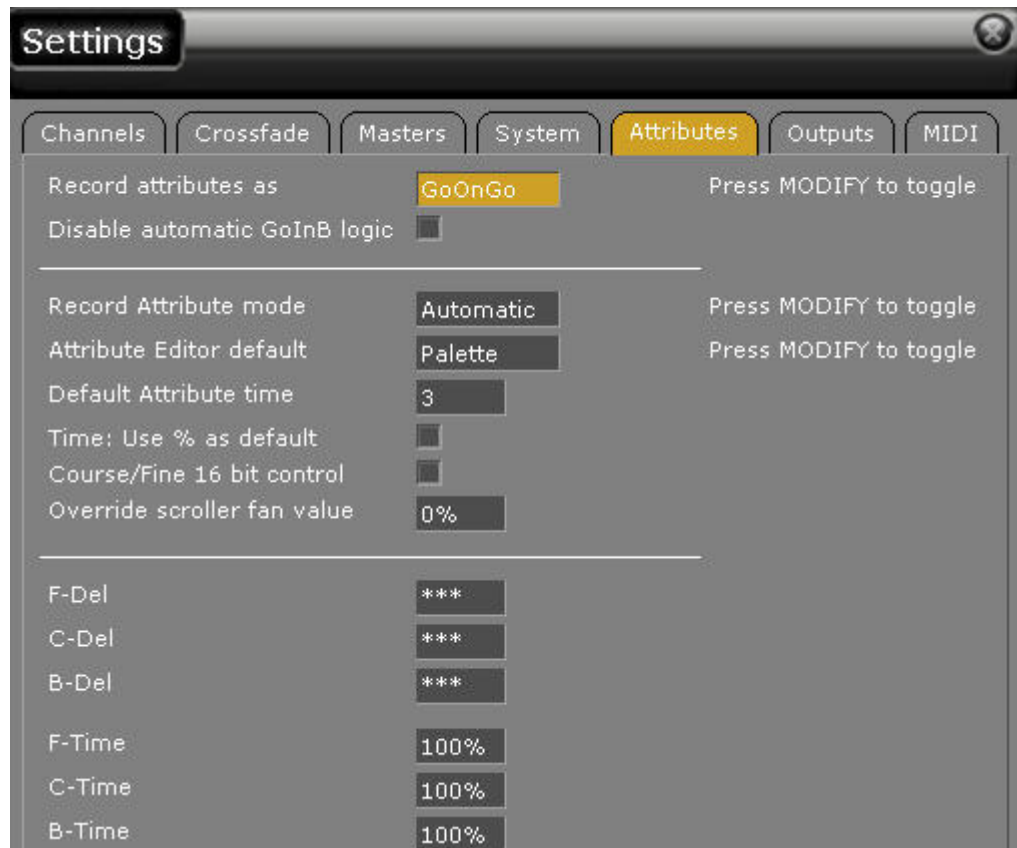 Settings
Channels Crossfade Masters System Attributes Outputs MIDI
Record attributes as GoOnGo Press MODIFY to toggle
Disable automatic GoInB logic
Record Attribute mode Automatic Press MODIFY to toggle
Attribute Editor default Palette Press MODIFY to toggle
Default Attribute time 3
Time: Use % as default
Course/Fine 16 bit control
Override scroller fan value 0%
F-Del ***
C-Del ***
B-Del ***
F-Time 100%
C-Time 100%
B-Time 100%